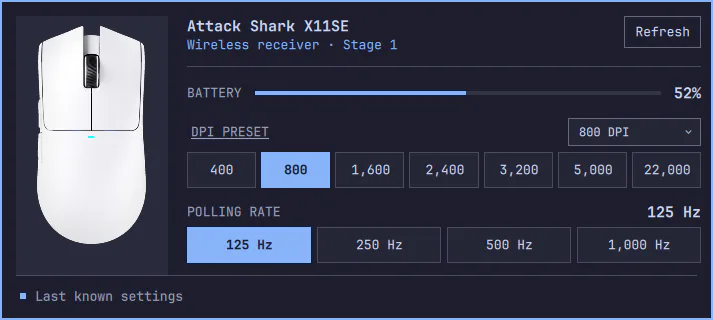 Attack Shark X11SE
Wireless receiver · Stage 1
Refresh
BATTERY
52%
DPI PRESET
800 DPI
400
800
1,600
2,400
3,200
5,000
22,000
POLLING RATE
125 Hz
125 Hz
250 Hz
500 Hz
1,000 Hz
Last known settings